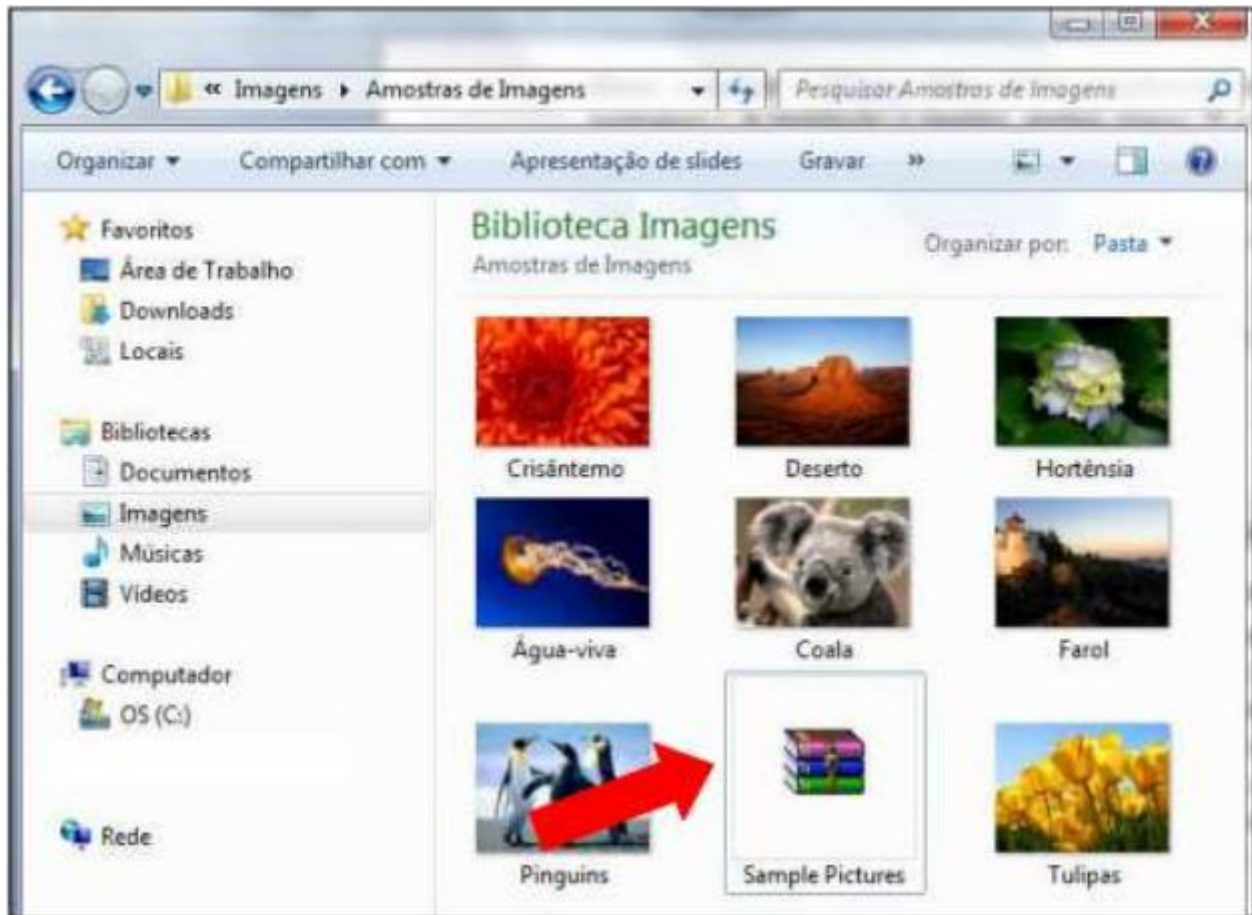 « Imagens ▸ Amostras de Imagens
Pesquisar Amostras de Imagens
Organizar Compartilhar com Apresentação de slides Gravar »
Favoritos
Área de Trabalho
Downloads
Locais
Bibliotecas
Documentos
Imagens
Músicas
Vídeos
Computador
OS (C:)
Rede
Biblioteca Imagens
Amostras de Imagens
Organizar por: Pasta
Crisântemo Deserto Hortênsia
Água-viva Coala Farol
Pinguins Sample Pictures Tulipas